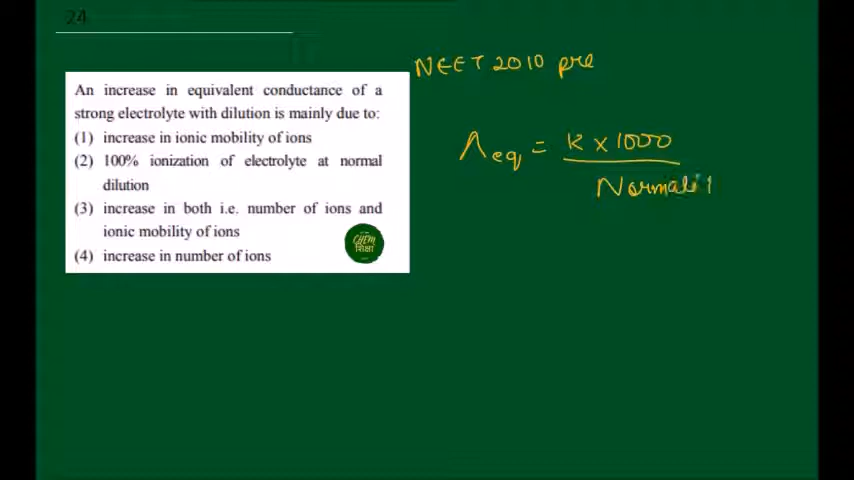 24
NEET 2010 pre
An increase in equivalent conductance of a
strong electrolyte with dilution is mainly due to:
(1) increase in ionic mobility of ions
(2) 100% ionization of electrolyte at normal
dilution
(3) increase in both i.e. number of ions and
ionic mobility of ions
(4) increase in number of ions
CHEM
शिक्षा
Λeq = K × 1000
Normali